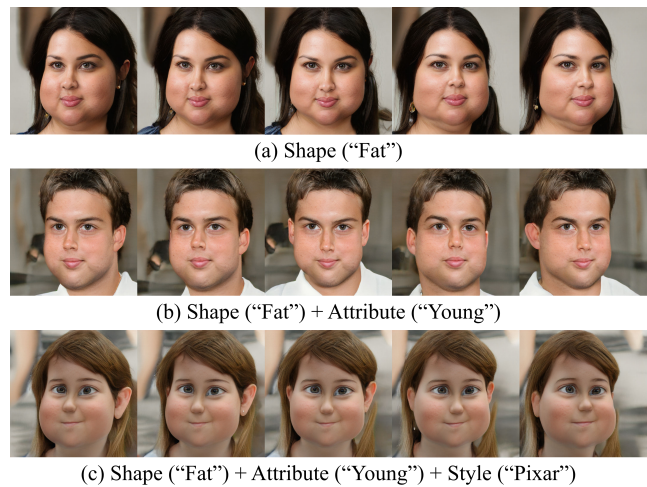 (a) Shape (“Fat”)
(b) Shape (“Fat”) + Attribute (“Young”)
(c) Shape (“Fat”) + Attribute (“Young”) + Style (“Pixar”)